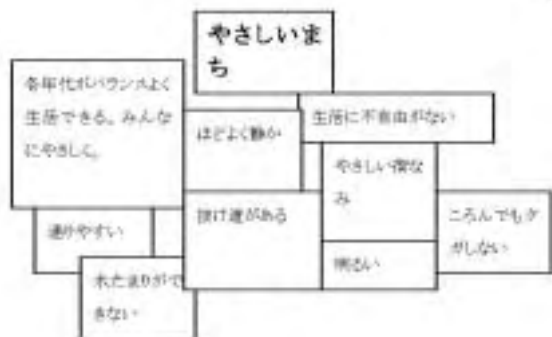 やさしいま
ち
各年代がバランスよく
生活できる。みんな
にやさしく。
ほどよく静か
生活に不自由がない
やさしい街な
み
抜け道がある
ころんでもケ
ガしない
通りやすい
明るい
水たまりがで
きない